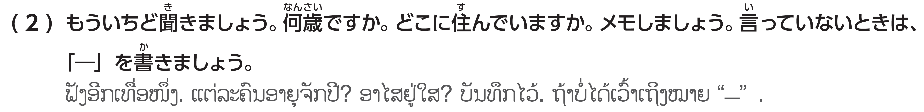 （２）もういちど聞きましょう。何歳ですか。どこに住んでいますか。メモしましょう。言っていないときは、
「―」を書きましょう。
ຟັງອີກເທື່ອໜຶ່ງ. ແຕ່ລະຄົນອາຍຸຈັກປີ? ອາໄສຢູ່ໃສ? ບັນທຶກໄວ້. ຖ້າບໍ່ໄດ້ເວົ້າເຖິງໝາຍ “―” .